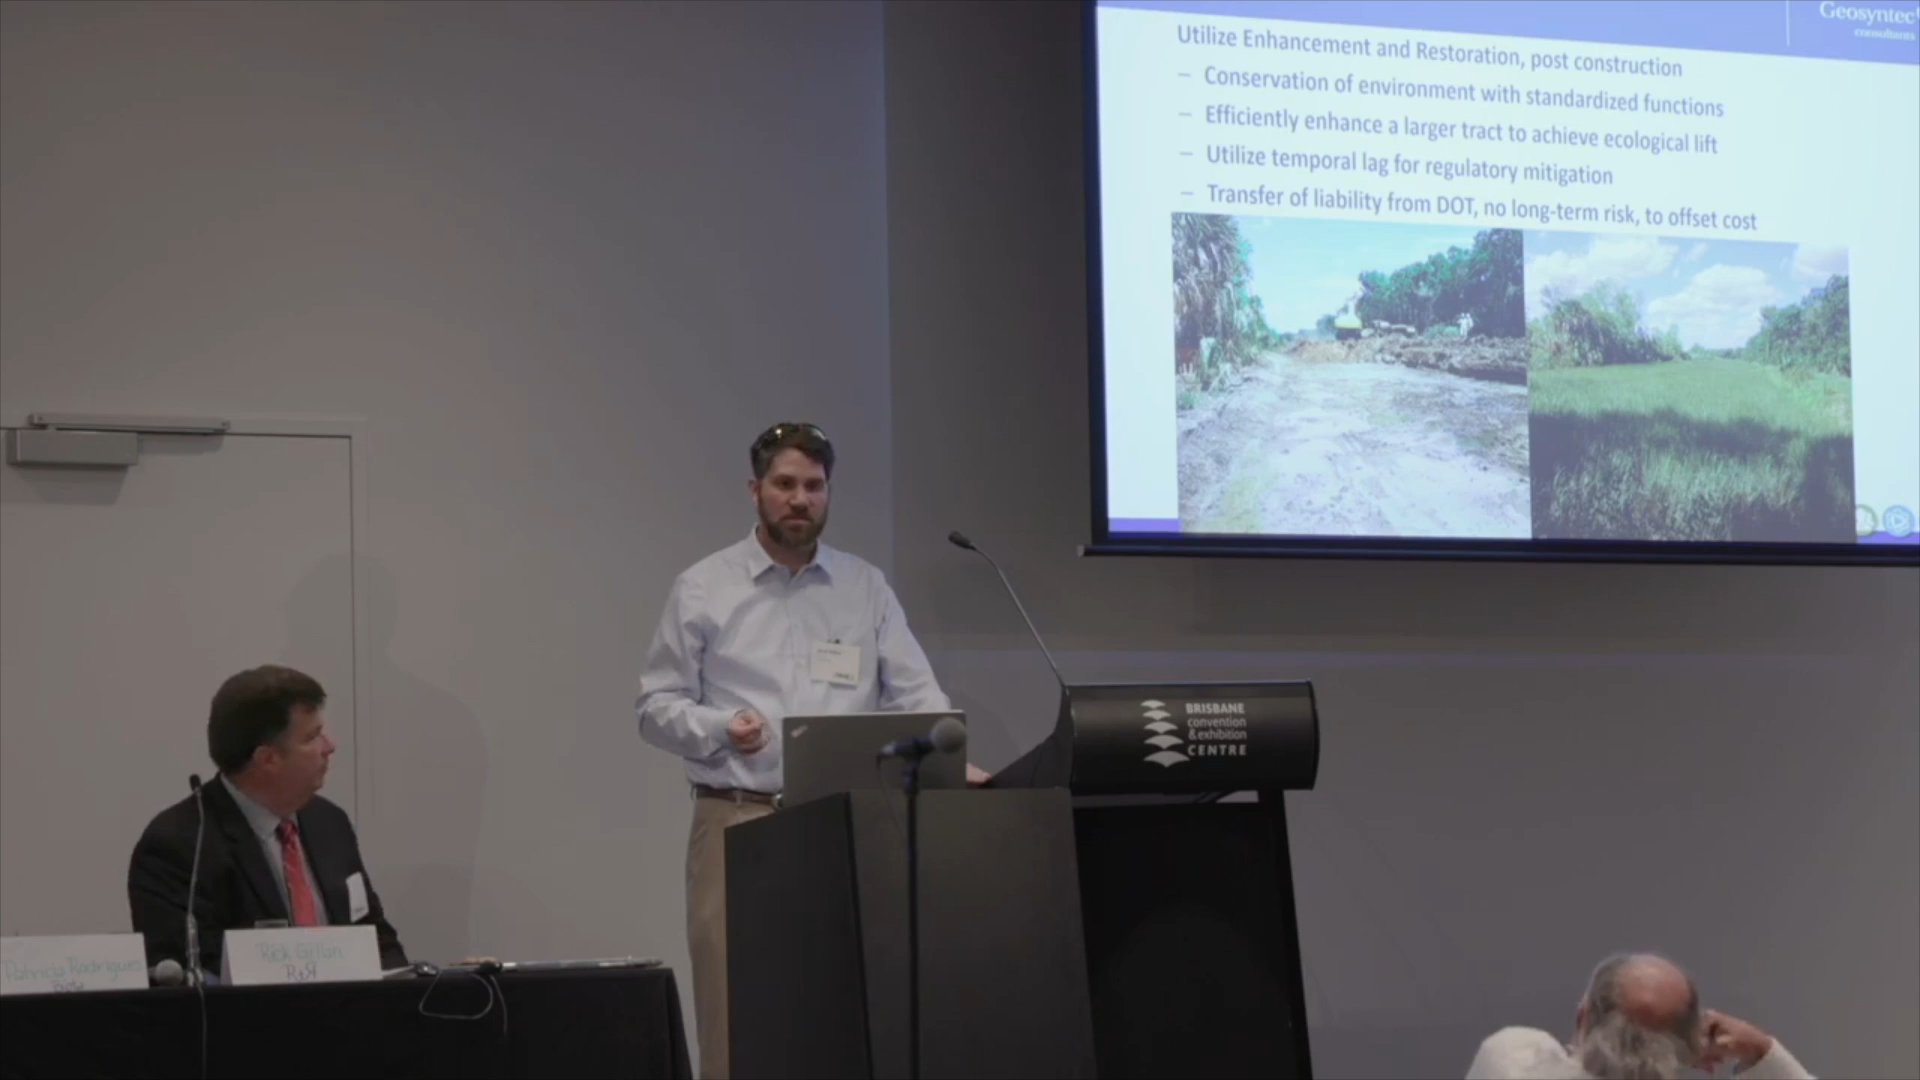 Geosyntec
consultants
Utilize Enhancement and Restoration, post construction
– Conservation of environment with standardized functions
– Efficiently enhance a larger tract to achieve ecological lift
– Utilize temporal lag for regulatory mitigation
– Transfer of liability from DOT, no long-term risk, to offset cost
BRISBANE
convention
& exhibition
CENTRE
Patricia Rodrigues
Rick